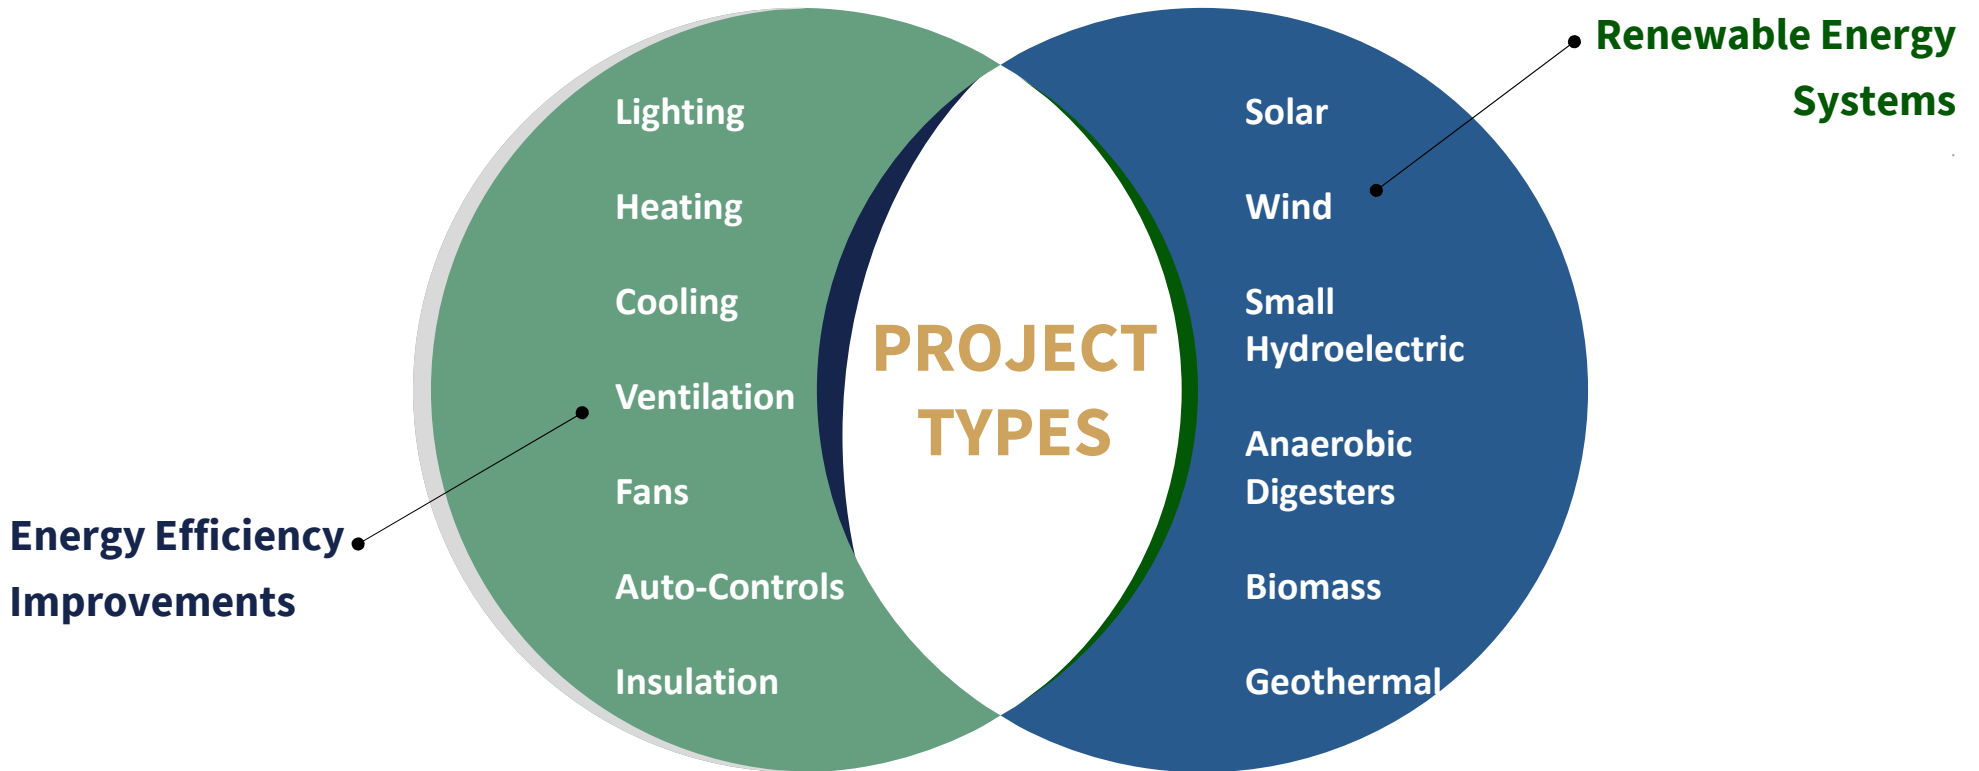 Renewable Energy
Systems
Lighting
Heating
Cooling
Ventilation
Fans
Auto-Controls
Insulation
PROJECT
TYPES
Solar
Wind
Small
Hydroelectric
Anaerobic
Digesters
Biomass
Geothermal
Energy Efficiency
Improvements